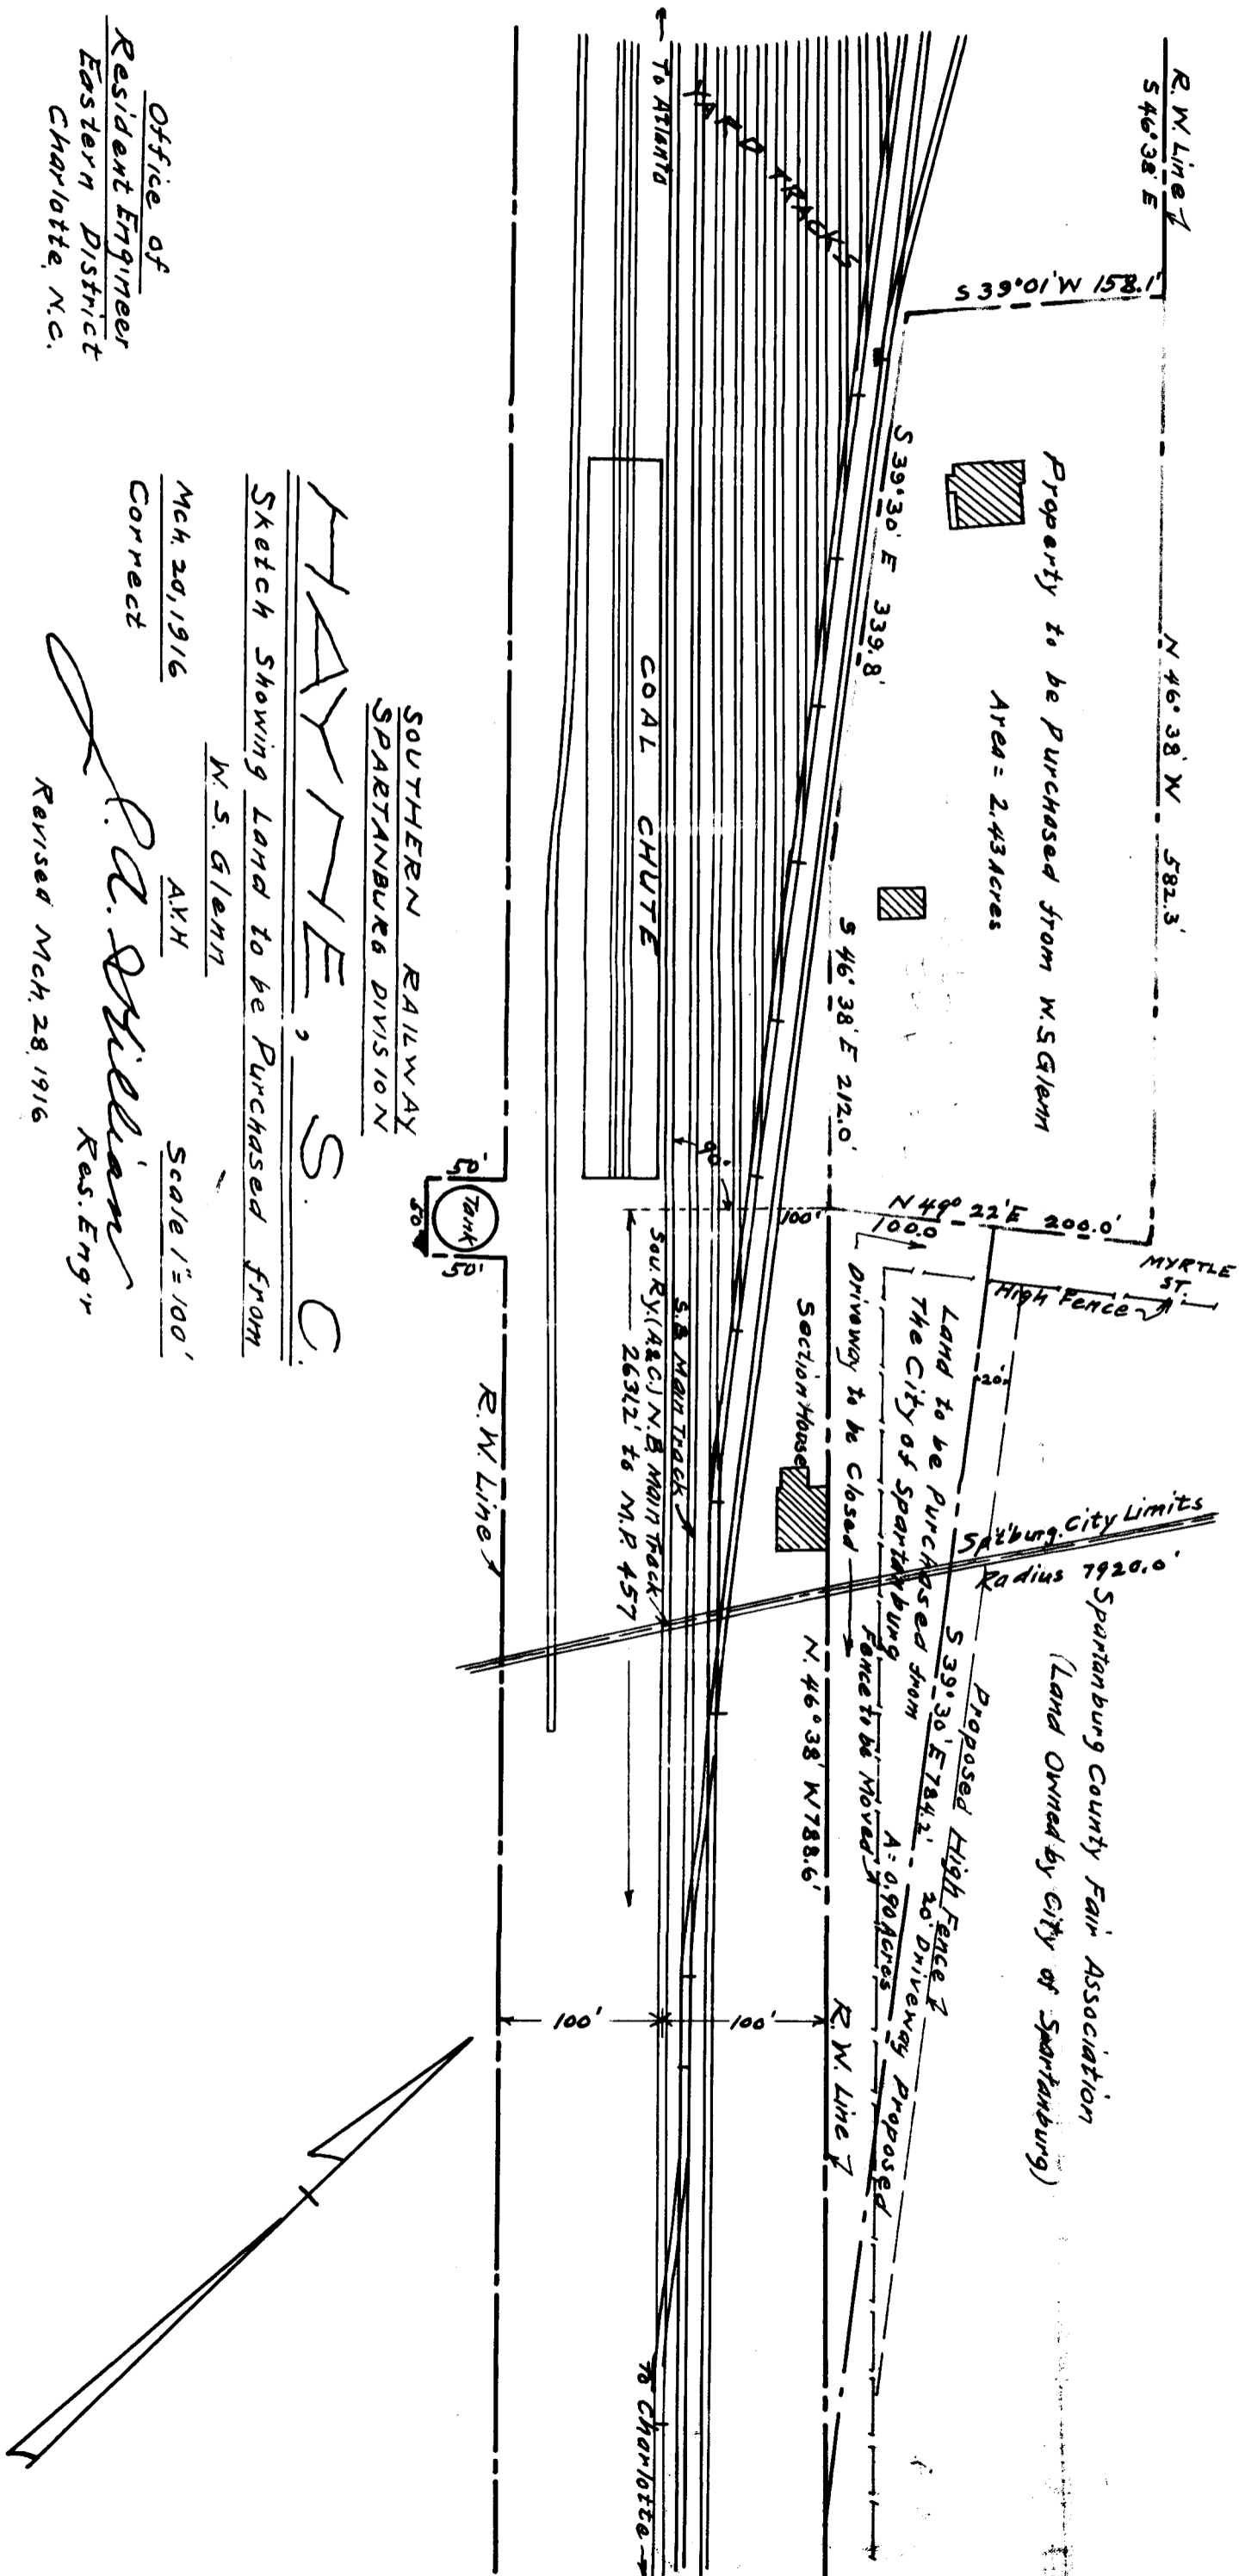 R. W. Line
S 46° 38' E
S 39° 01' W 158.1'
N 46° 38' W 582.3'
Property to be Purchased from W.S Glenn
Area = 2.43 Acres
S 39° 30' E 339.8'
S 46° 38' E 212.0'
N 49° 22' E 200.0'
100.0
100'
90'
MYRTLE
ST.
High Fence
20'
Land to be Purchased from
The City of Spartanburg
Driveway to be Closed
Fence to be Moved
Section House
S 39° 30' E 784.2'
A = 0.90 Acres
Proposed High Fence
20' Driveway Proposed
Sp't'burg. City Limits
Radius 7920.0'
Spartanburg County Fair Association
(Land Owned by City of Spartanburg)
N. 46° 38' W 788.6'
R. W. Line
YARD TRACKS
← To Atlanta
COAL CHUTE
S.B. Main Track
Sou. Ry. (A.&C.) N.B. Main Track
2634.2' to M.P. 457
100'
100'
To Charlotte →
50'
Tank
50'
50'
R. W. Line
SOUTHERN RAILWAY
SPARTANBURG DIVISION
HAYNE, S. C.
Sketch Showing Land to be Purchased from
W. S. Glenn
Mch. 20, 1916
A.V.H
Scale 1" = 100'
Correct
Res. Eng'r
Revised Mch. 28, 1916
Office of
Resident Engineer
Eastern District
Charlotte, N.C.